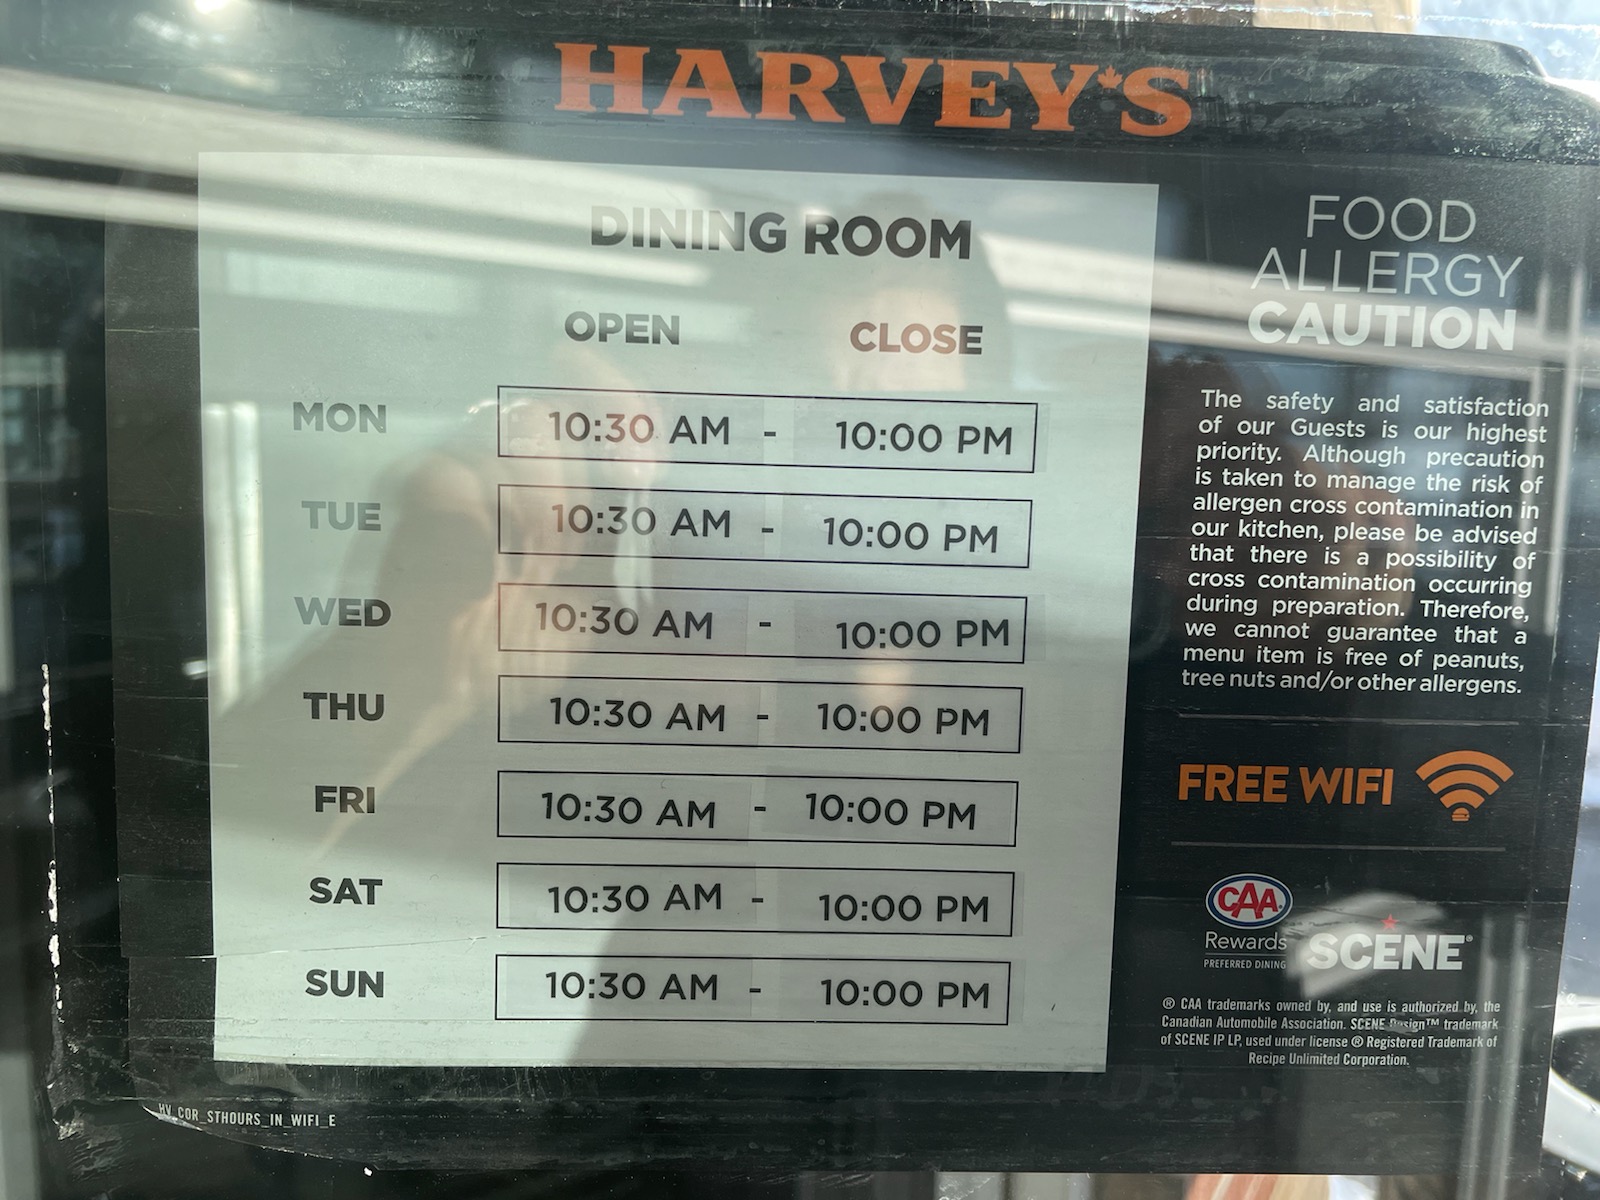 HARVEY'S
DINING ROOM
OPEN CLOSE
MON 10:30 AM - 10:00 PM
TUE 10:30 AM - 10:00 PM
WED 10:30 AM - 10:00 PM
THU 10:30 AM - 10:00 PM
FRI 10:30 AM - 10:00 PM
SAT 10:30 AM - 10:00 PM
SUN 10:30 AM - 10:00 PM
HV_COR_STHOURS_IN_WIFI_E
FOOD
ALLERGY
CAUTION
The safety and satisfaction
of our Guests is our highest
priority. Although precaution
is taken to manage the risk of
allergen cross contamination in
our kitchen, please be advised
that there is a possibility of
cross contamination occurring
during preparation. Therefore,
we cannot guarantee that a
menu item is free of peanuts,
tree nuts and/or other allergens.
FREE WIFI
CAA
Rewards
PREFERRED DINING
SCENE®
® CAA trademarks owned by, and use is authorized by, the
Canadian Automobile Association. SCENE Design™ trademark
of SCENE IP LP, used under license ® Registered Trademark of
Recipe Unlimited Corporation.